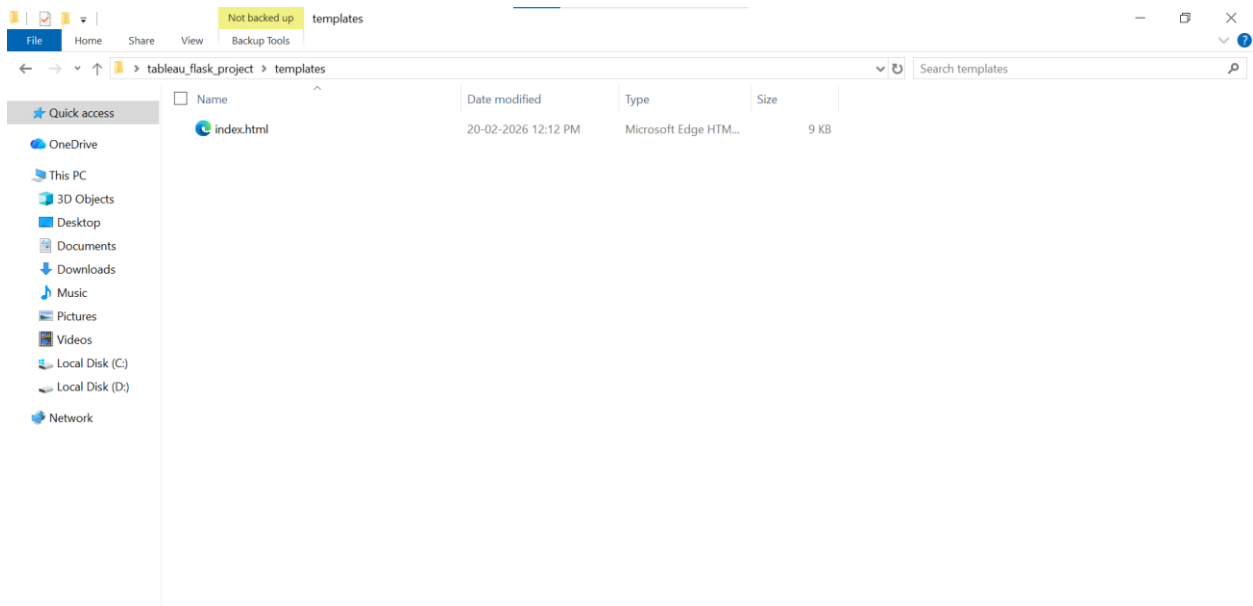 Not backed up templates
File Home Share View Backup Tools
tableau_flask_project templates Search templates
Name Date modified Type Size
Quick access
index.html 20-02-2026 12:12 PM Microsoft Edge HTM... 9 KB
OneDrive
This PC
3D Objects
Desktop
Documents
Downloads
Music
Pictures
Videos
Local Disk (C:)
Local Disk (D:)
Network